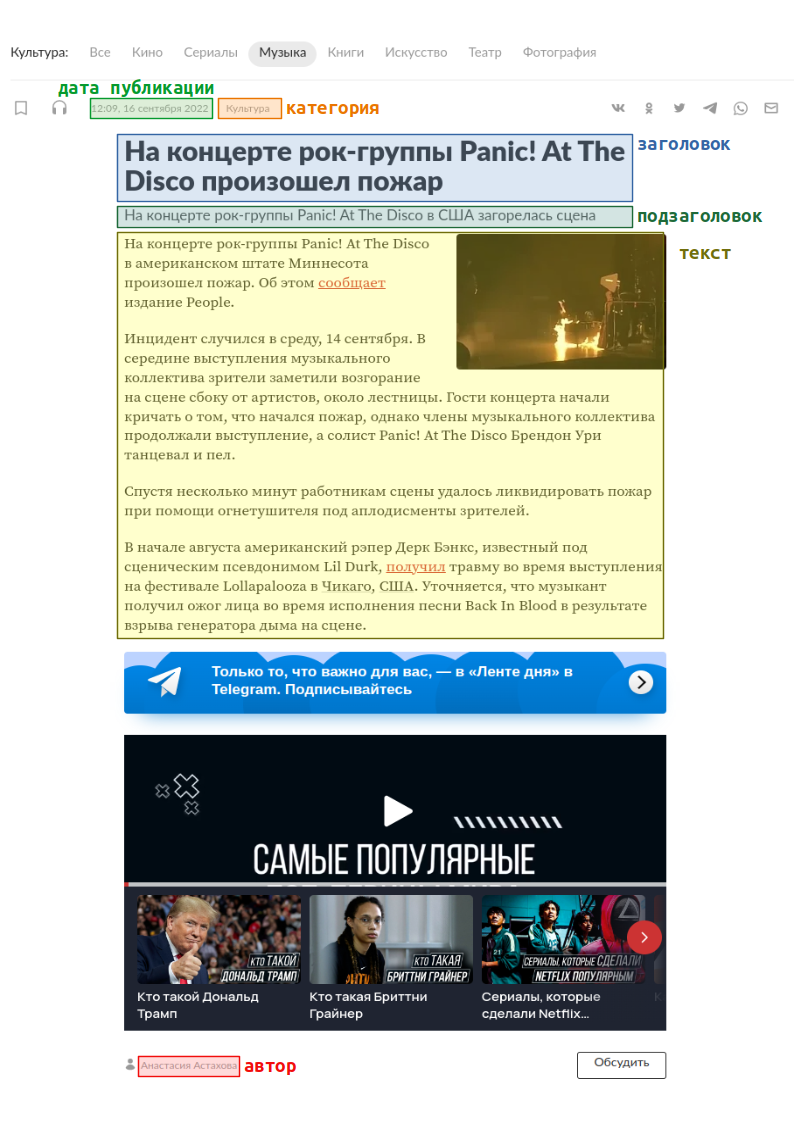 Культура: Все Кино Сериалы Музыка Книги Искусство Театр Фотография
дата публикации
12:09, 16 сентября 2022 Культура категория
На концерте рок-группы Panic! At The заголовок
Disco произошел пожар
На концерте рок-группы Panic! At The Disco в США загорелась сцена подзаголовок
текст
На концерте рок-группы Panic! At The Disco
в американском штате Миннесота
произошел пожар. Об этом сообщает
издание People.
Инцидент случился в среду, 14 сентября. В
середине выступления музыкального
коллектива зрители заметили возгорание
на сцене сбоку от артистов, около лестницы. Гости концерта начали
кричать о том, что начался пожар, однако члены музыкального коллектива
продолжали выступление, а солист Panic! At The Disco Брендон Ури
танцевал и пел.
Спустя несколько минут работникам сцены удалось ликвидировать пожар
при помощи огнетушителя под аплодисменты зрителей.
В начале августа американский рэпер Дерк Бэнкс, известный под
сценическим псевдонимом Lil Durk, получил травму во время выступления
на фестивале Lollapalooza в Чикаго, США. Уточняется, что музыкант
получил ожог лица во время исполнения песни Back In Blood в результате
взрыва генератора дыма на сцене.
Только то, что важно для вас, — в «Ленте дня» в
Telegram. Подписывайтесь
САМЫЕ ПОПУЛЯРНЫЕ
КТО ТАКОЙ
ДОНАЛЬД ТРАМП
КТО ТАКАЯ
БРИТТНИ ГРАЙНЕР
СЕРИАЛЫ, КОТОРЫЕ СДЕЛАЛИ
NETFLIX ПОПУЛЯРНЫМ
Кто такой Дональд
Трамп
Кто такая Бриттни
Грайнер
Сериалы, которые
сделали Netflix...
Анастасия Астахова автор
Обсудить